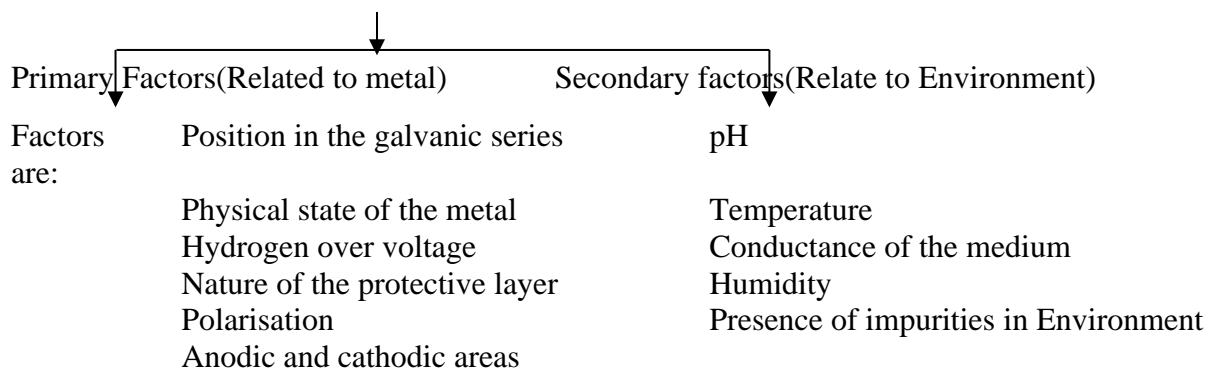 Primary Factors(Related to metal) Secondary factors(Relate to Environment)
Factors are: Position in the galvanic series pH
Physical state of the metal Temperature
Hydrogen over voltage Conductance of the medium
Nature of the protective layer Humidity
Polarisation Presence of impurities in Environment
Anodic and cathodic areas